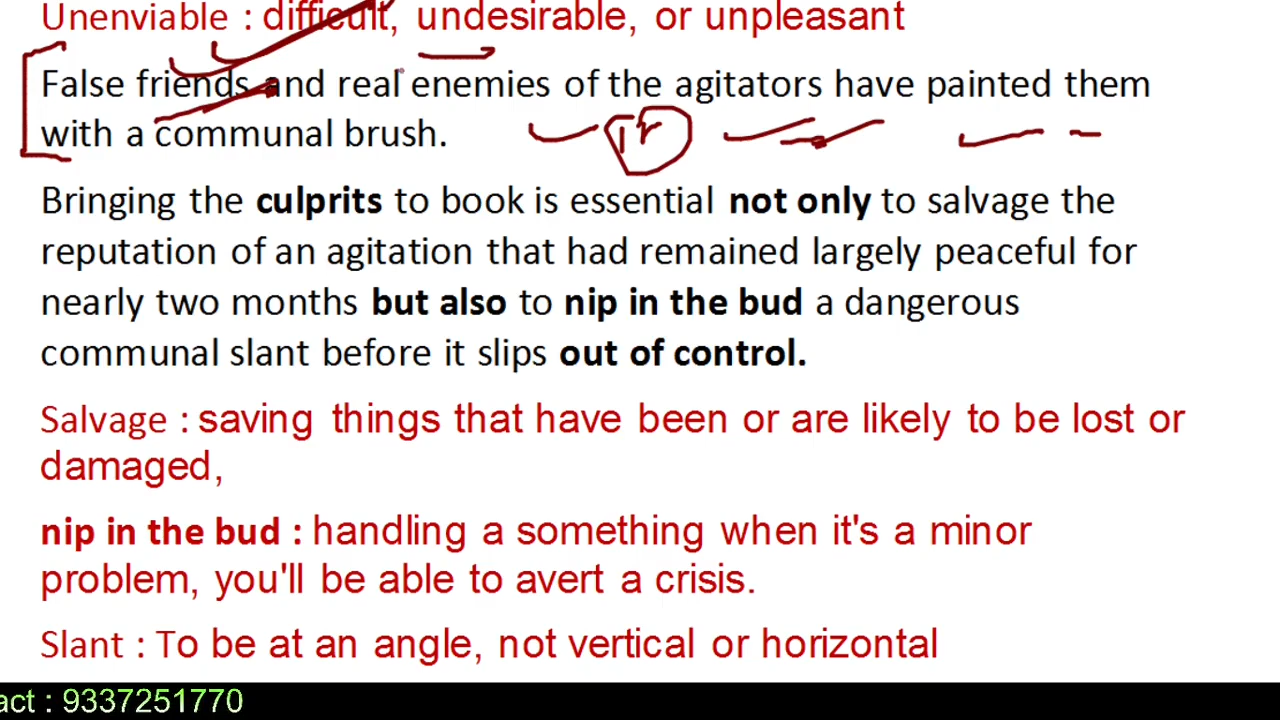 Unenviable : difficult, undesirable, or unpleasant
False friends and real enemies of the agitators have painted them
with a communal brush.
Bringing the culprits to book is essential not only to salvage the
reputation of an agitation that had remained largely peaceful for
nearly two months but also to nip in the bud a dangerous
communal slant before it slips out of control.
Salvage : saving things that have been or are likely to be lost or
damaged,
nip in the bud : handling a something when it's a minor
problem, you'll be able to avert a crisis.
Slant : To be at an angle, not vertical or horizontal
act : 9337251770